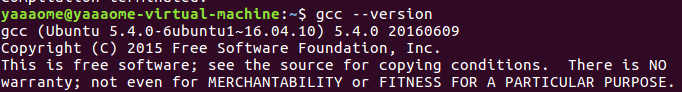 compilation terminated.
yaaaome@yaaaome-virtual-machine:~$ gcc --version
gcc (Ubuntu 5.4.0-6ubuntu1~16.04.10) 5.4.0 20160609
Copyright (C) 2015 Free Software Foundation, Inc.
This is free software; see the source for copying conditions.  There is NO
warranty; not even for MERCHANTABILITY or FITNESS FOR A PARTICULAR PURPOSE.